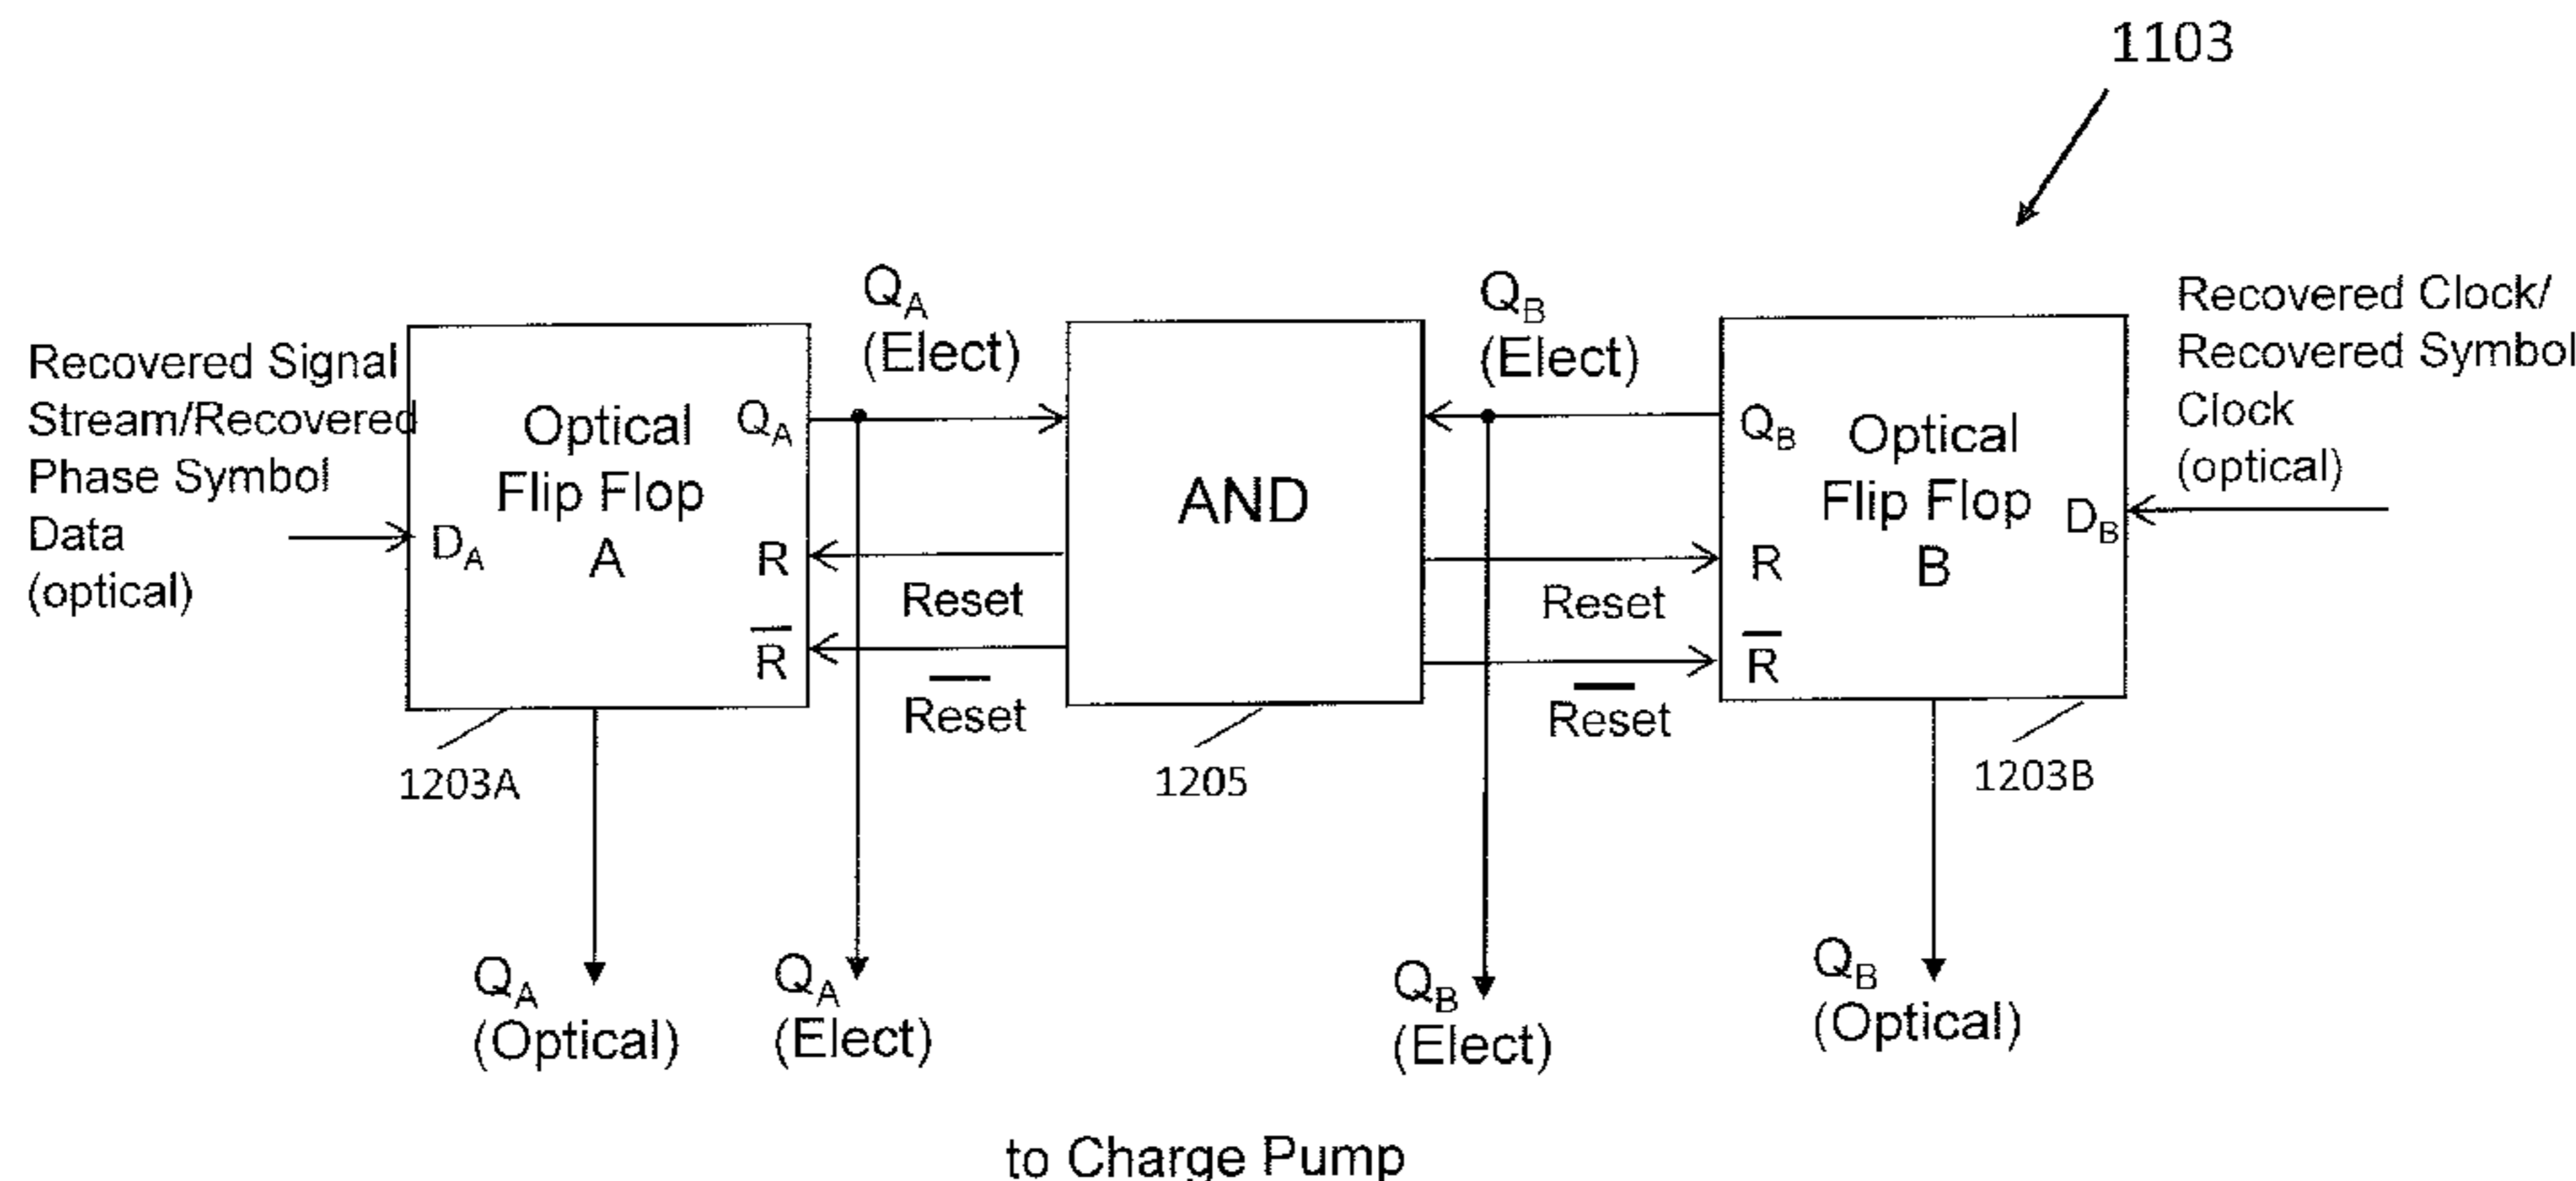 1103
Recovered Signal
Stream/Recovered
Phase Symbol
Data
(optical)
D_A
Optical
Flip Flop
A
Q_A
R
R̅
1203A
Q_A
(Elect)
Reset
R̅e̅s̅e̅t̅
AND
1205
Q_B
(Elect)
Reset
R̅e̅s̅e̅t̅
Q_B
R
R̅
Optical
Flip Flop
B
D_B
1203B
Recovered Clock/
Recovered Symbol
Clock
(optical)
Q_A
(Optical)
Q_A
(Elect)
Q_B
(Elect)
Q_B
(Optical)
to Charge Pump